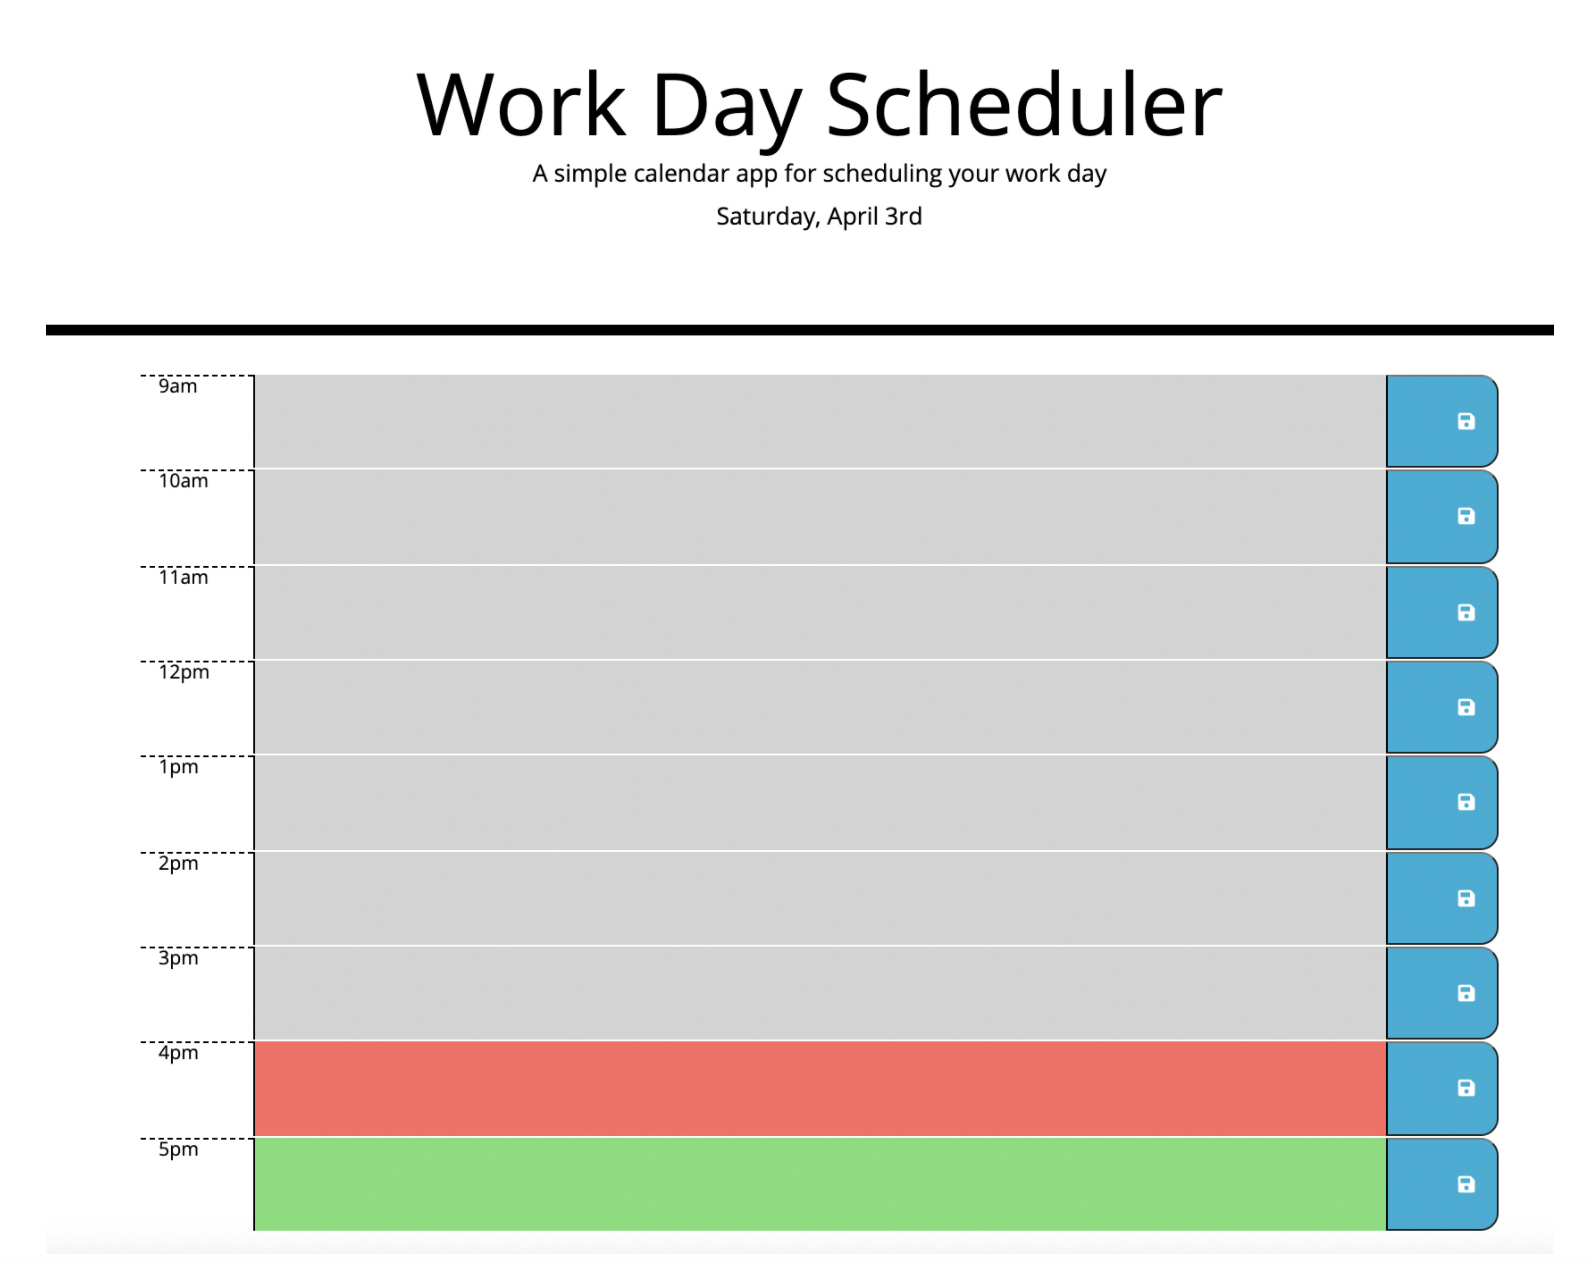 Work Day Scheduler
A simple calendar app for scheduling your work day
Saturday, April 3rd
9am
10am
11am
12pm
1pm
2pm
3pm
4pm
5pm